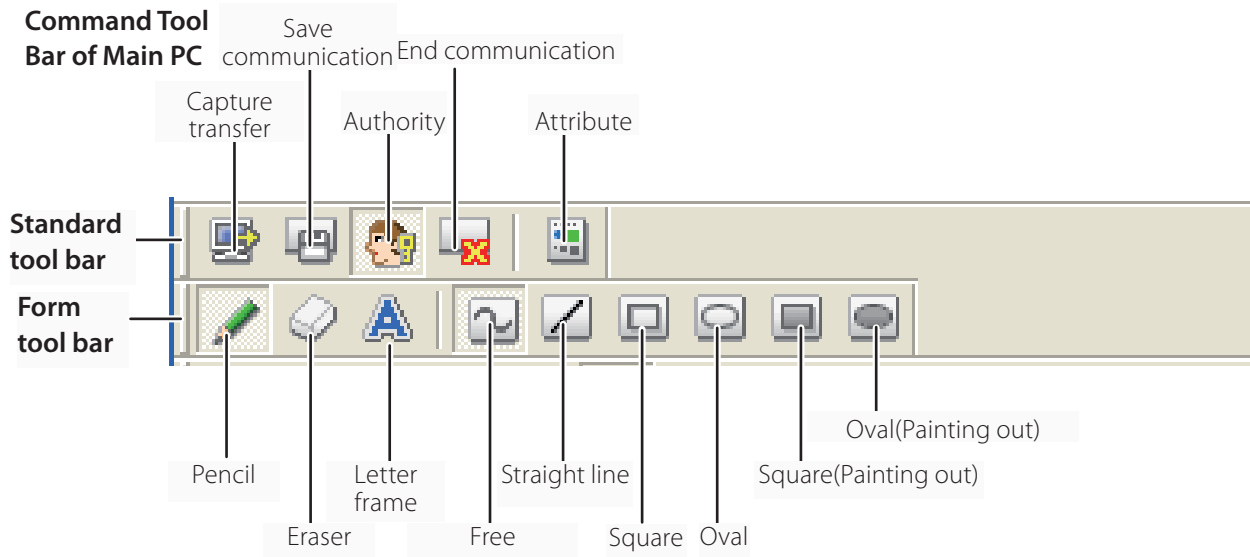 Command Tool
Bar of Main PC
Save
communication
End communication
Capture
transfer
Authority
Attribute
Standard
tool bar
Form
tool bar
Oval(Painting out)
Pencil
Letter
frame
Straight line
Square(Painting out)
Eraser
Free
Square
Oval